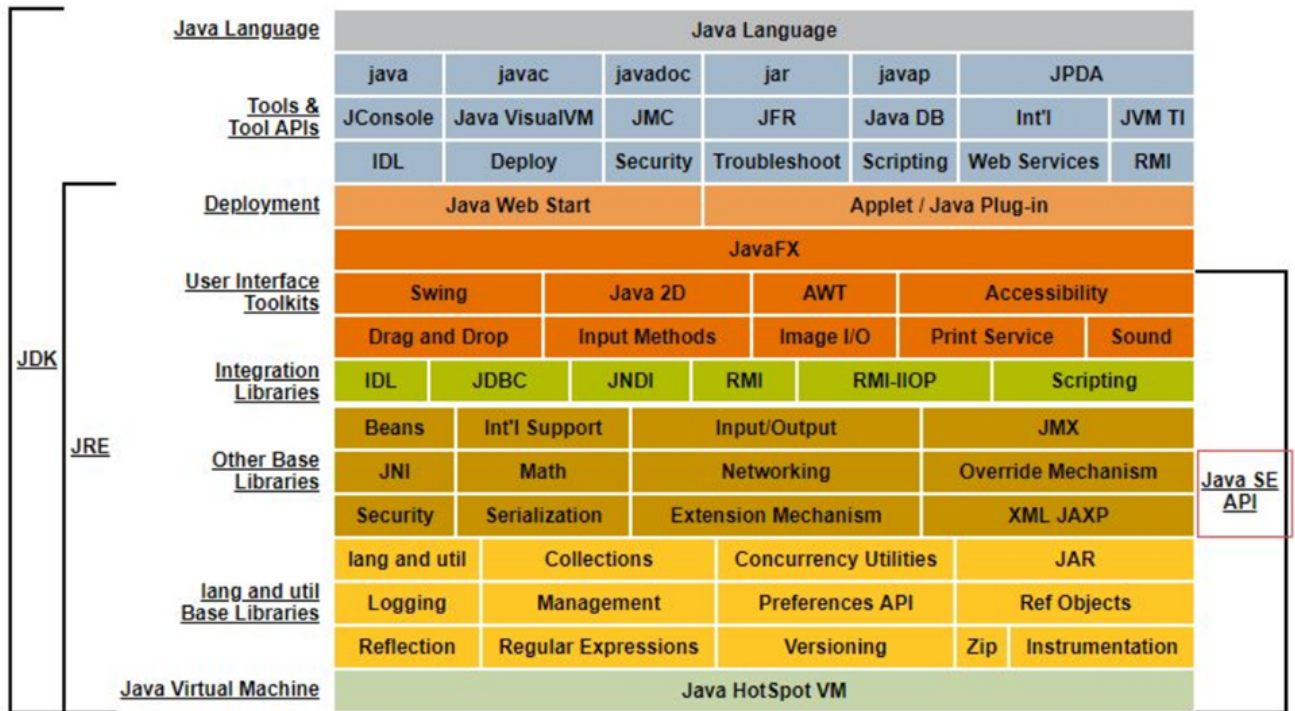 Java Language
Java Language
java javac javadoc jar javap JPDA
Tools &
Tool APIs
JConsole Java VisualVM JMC JFR Java DB Int'l JVM TI
IDL Deploy Security Troubleshoot Scripting Web Services RMI
Deployment
Java Web Start Applet / Java Plug-in
JavaFX
User Interface
Toolkits
Swing Java 2D AWT Accessibility
Drag and Drop Input Methods Image I/O Print Service Sound
JDK
Integration
Libraries
IDL JDBC JNDI RMI RMI-IIOP Scripting
JRE
Beans Int'l Support Input/Output JMX
Other Base
Libraries
JNI Math Networking Override Mechanism
Java SE
API
Security Serialization Extension Mechanism XML JAXP
lang and util Collections Concurrency Utilities JAR
lang and util
Base Libraries
Logging Management Preferences API Ref Objects
Reflection Regular Expressions Versioning Zip Instrumentation
Java Virtual Machine
Java HotSpot VM